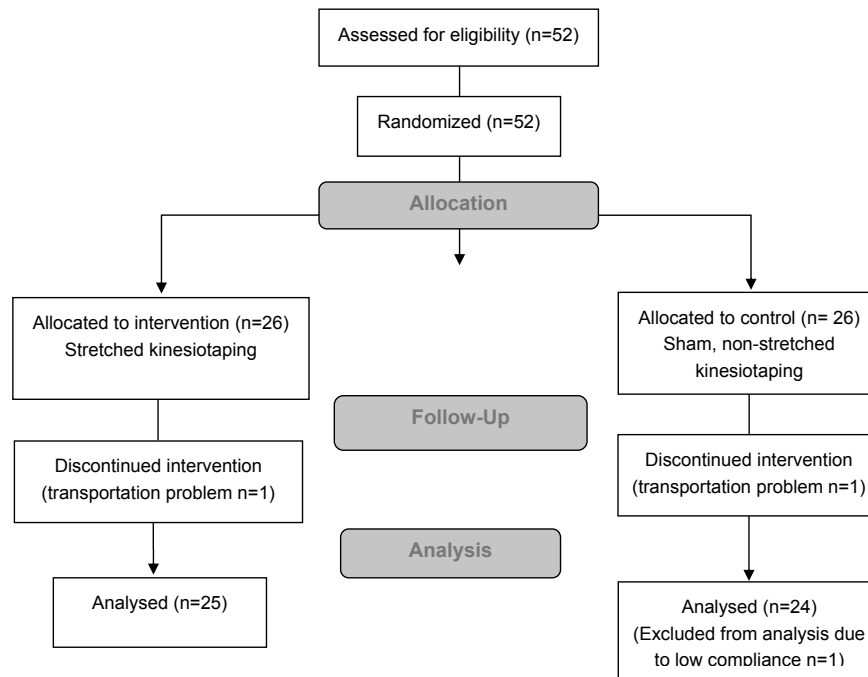 Assessed for eligibility (n=52)
Randomized (n=52)
Allocation
Allocated to intervention (n=26)
Stretched kinesiotaping
Allocated to control (n= 26)
Sham, non-stretched
kinesiotaping
Follow-Up
Discontinued intervention
(transportation problem n=1)
Discontinued intervention
(transportation problem n=1)
Analysis
Analysed (n=25)
Analysed (n=24)
(Excluded from analysis due
to low compliance n=1)